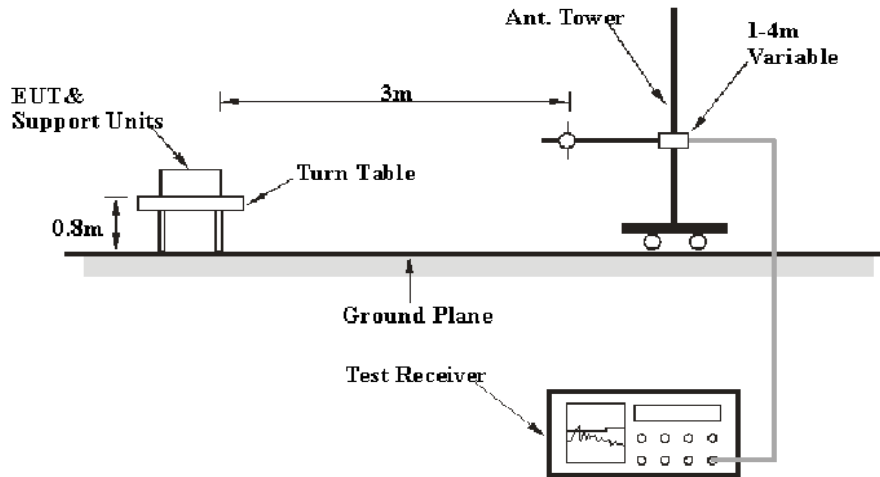 Ant. Tower
1-4m
Variable
3m
EUT&
Support Units
Turn Table
0.8m
Ground Plane
Test Receiver